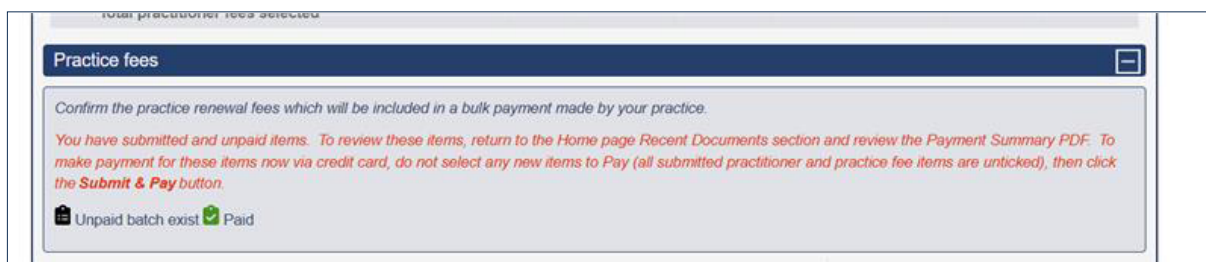 Total practitioner fees selected
Practice fees
Confirm the practice renewal fees which will be included in a bulk payment made by your practice.
You have submitted and unpaid items. To review these items, return to the Home page Recent Documents section and review the Payment Summary PDF. To
make payment for these items now via credit card, do not select any new items to Pay (all submitted practitioner and practice fee items are unticked), then click
the Submit & Pay button.
Unpaid batch exist Paid